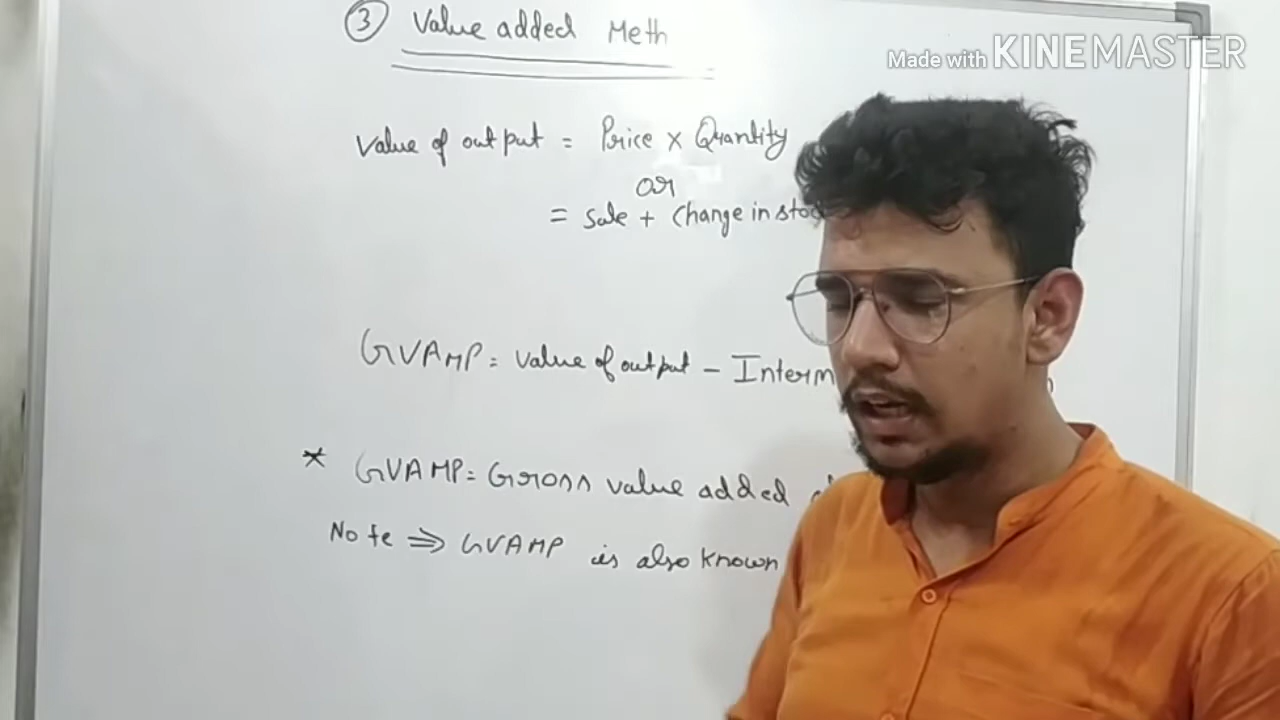 ③ Value added Meth
Made with KINEMASTER
Value of output = Price × Quantity
or
= Sale + Change in stoc
GVAMP = Value of output - Interm
* GVAMP = Gross value added
Note ⇒ GVAMP is also known